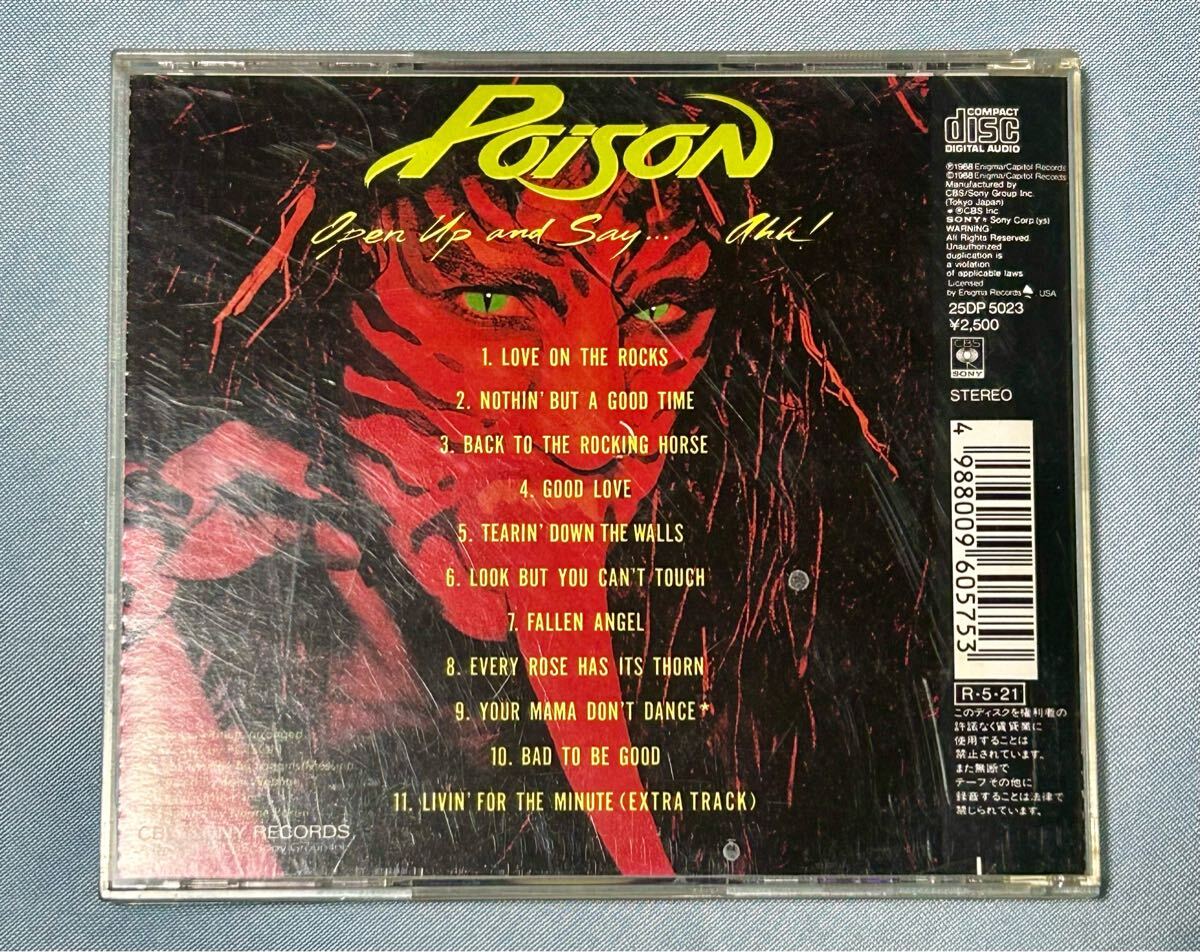 POISON
Open Up and Say... Ahh!
1. LOVE ON THE ROCKS
2. NOTHIN' BUT A GOOD TIME
3. BACK TO THE ROCKING HORSE
4. GOOD LOVE
5. TEARIN' DOWN THE WALLS
6. LOOK BUT YOU CAN'T TOUCH
7. FALLEN ANGEL
8. EVERY ROSE HAS ITS THORN
9. YOUR MAMA DON'T DANCE*
10. BAD TO BE GOOD
11. LIVIN' FOR THE MINUTE (EXTRA TRACK)
RECORDS
COMPACT
disc
DIGITAL AUDIO
℗1988 Enigma/Capitol Records
©1988 Enigma/Capitol Records
Manufactured by
CBS/Sony Group Inc.
(Tokyo Japan)
CBS Inc
SONY Sony Corp (ys)
WARNING
All Rights Reserved.
Unauthorized
duplication is
a violation
of applicable laws
Licensed
by Enigma Records USA
25DP 5023
¥2,500
CBS
SONY
STEREO
4 988009 605753
R-5-21
このディスクを権利者の
許諾なく賃貸業に
使用することは
禁止されています。
また無断で
テープその他に
録音することは法律で
禁じられています。